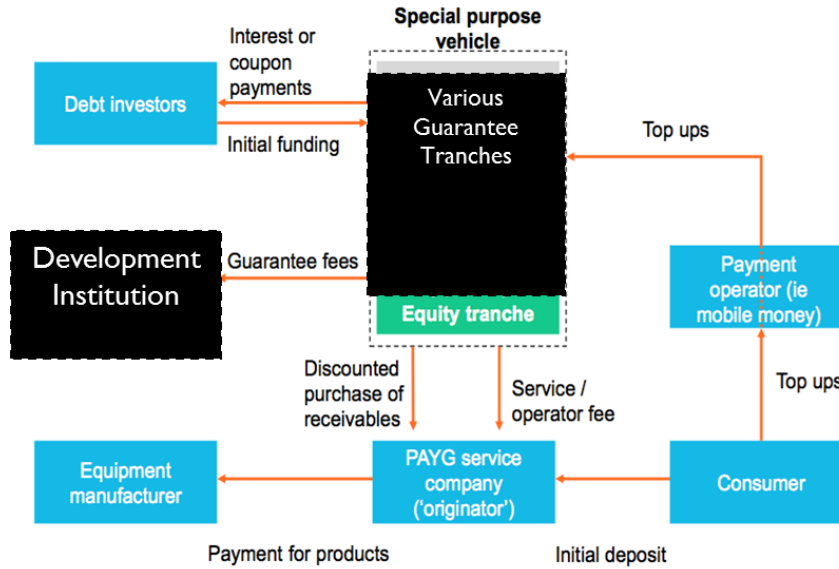 Special purpose
vehicle
Interest or
coupon
payments
Debt investors
Initial funding
Various
Guarantee
Tranches
Top ups
Development
Institution
Guarantee fees
Payment
operator (ie
mobile money)
Equity tranche
Discounted
purchase of
receivables
Service /
operator fee
Top ups
Equipment
manufacturer
PAYG service
company
(‘originator’)
Consumer
Payment for products
Initial deposit